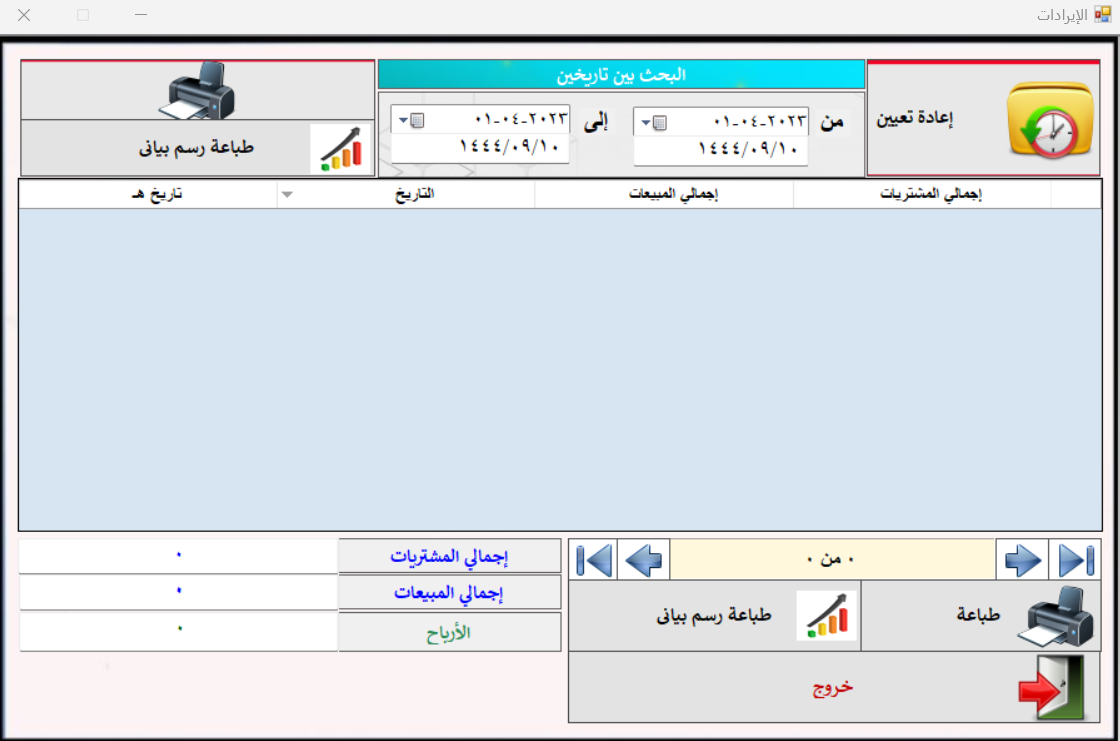 الإيرادات
إعادة تعيين
البحث بين تاريخين
من
٢٠٢٣-٠٤-٠١
١٤٤٤/٠٩/١٠
إلى
٢٠٢٣-٠٤-٠١
١٤٤٤/٠٩/١٠
طباعة رسم بيانى
إجمالي المشتريات
إجمالي المبيعات
التاريخ
تاريخ هـ
٠ من ٠
طباعة
طباعة رسم بيانى
خروج
إجمالي المشتريات
٠
إجمالي المبيعات
٠
الأرباح
٠